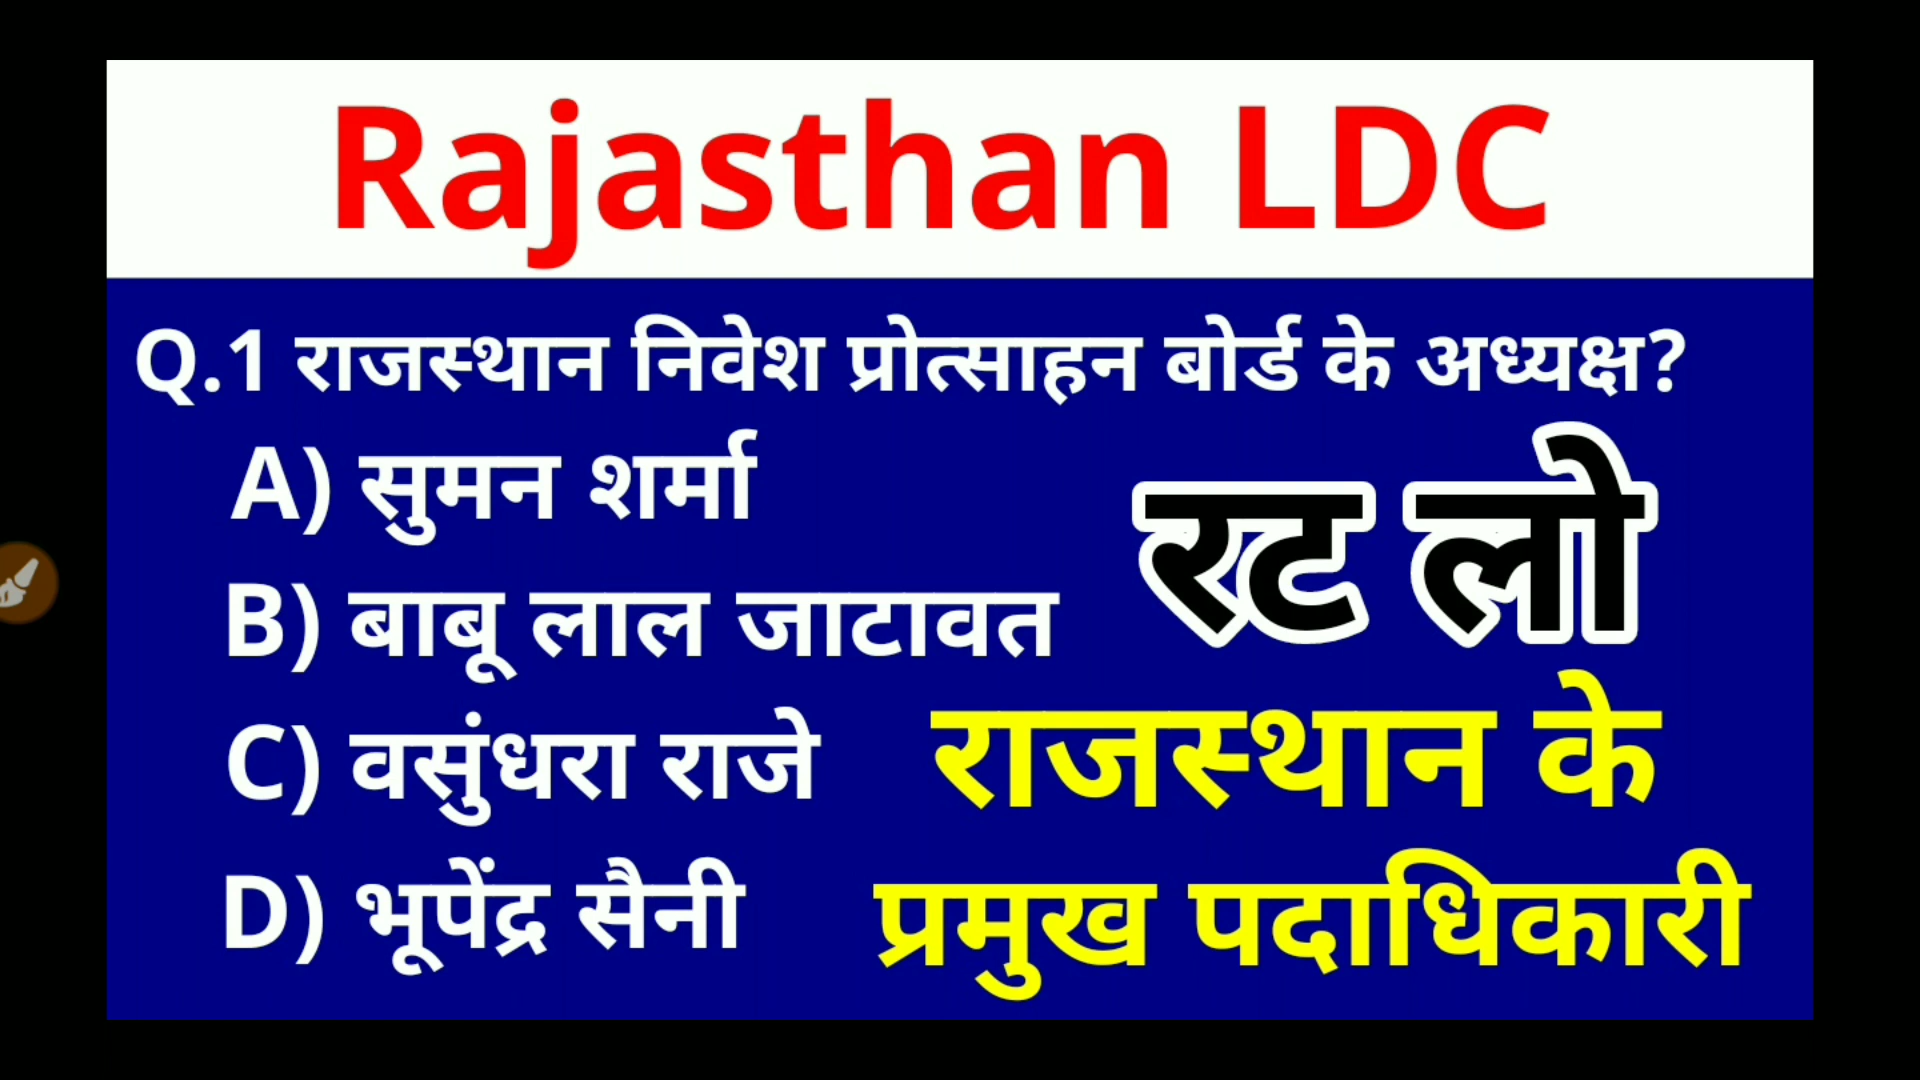 Rajasthan LDC
Q.1 राजस्थान निवेश प्रोत्साहन बोर्ड के अध्यक्ष?
A) सुमन शर्मा
B) बाबू लाल जाटावत
C) वसुंधरा राजे
D) भूपेंद्र सैनी
रट लो
राजस्थान के
प्रमुख पदाधिकारी